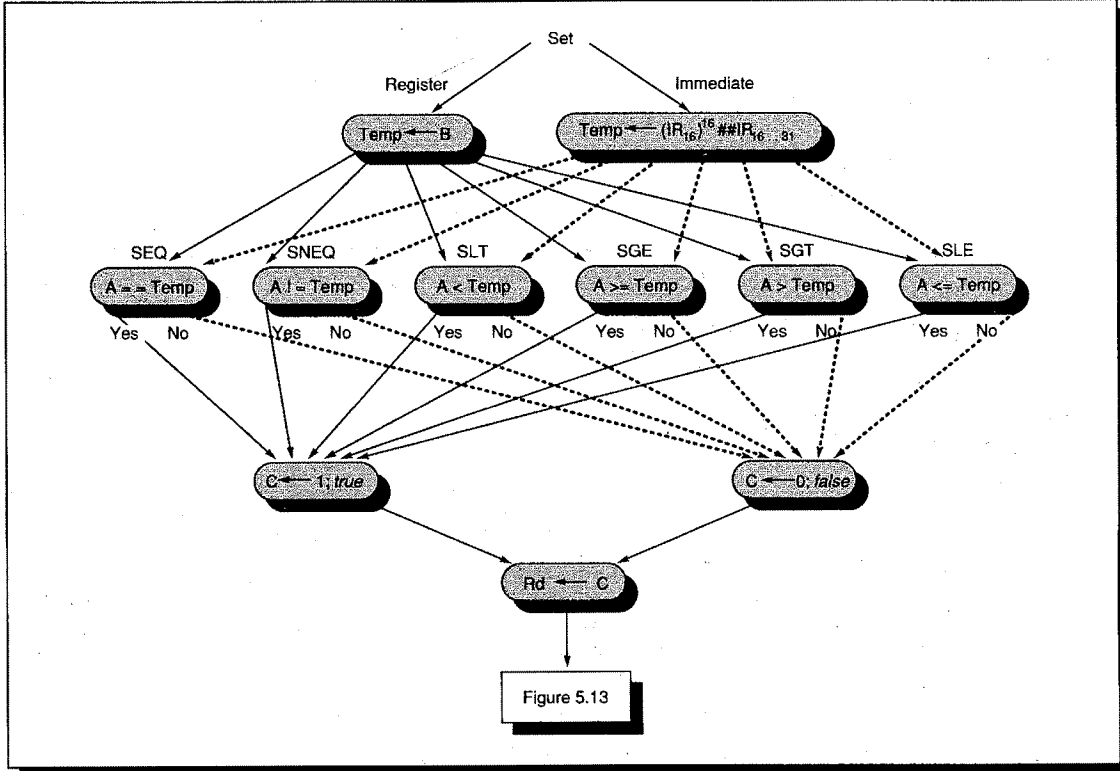 Set
Register
Immediate
Temp ← B
Temp ← (IR16)^16 ##IR16 .. 31
SEQ
SNEQ
SLT
SGE
SGT
SLE
A = = Temp
A ! = Temp
A < Temp
A >= Temp
A > Temp
A <= Temp
Yes No
Yes No
Yes No
Yes No
Yes No
Yes No
C ← 1; true
C ← 0; false
Rd ← C
Figure 5.13